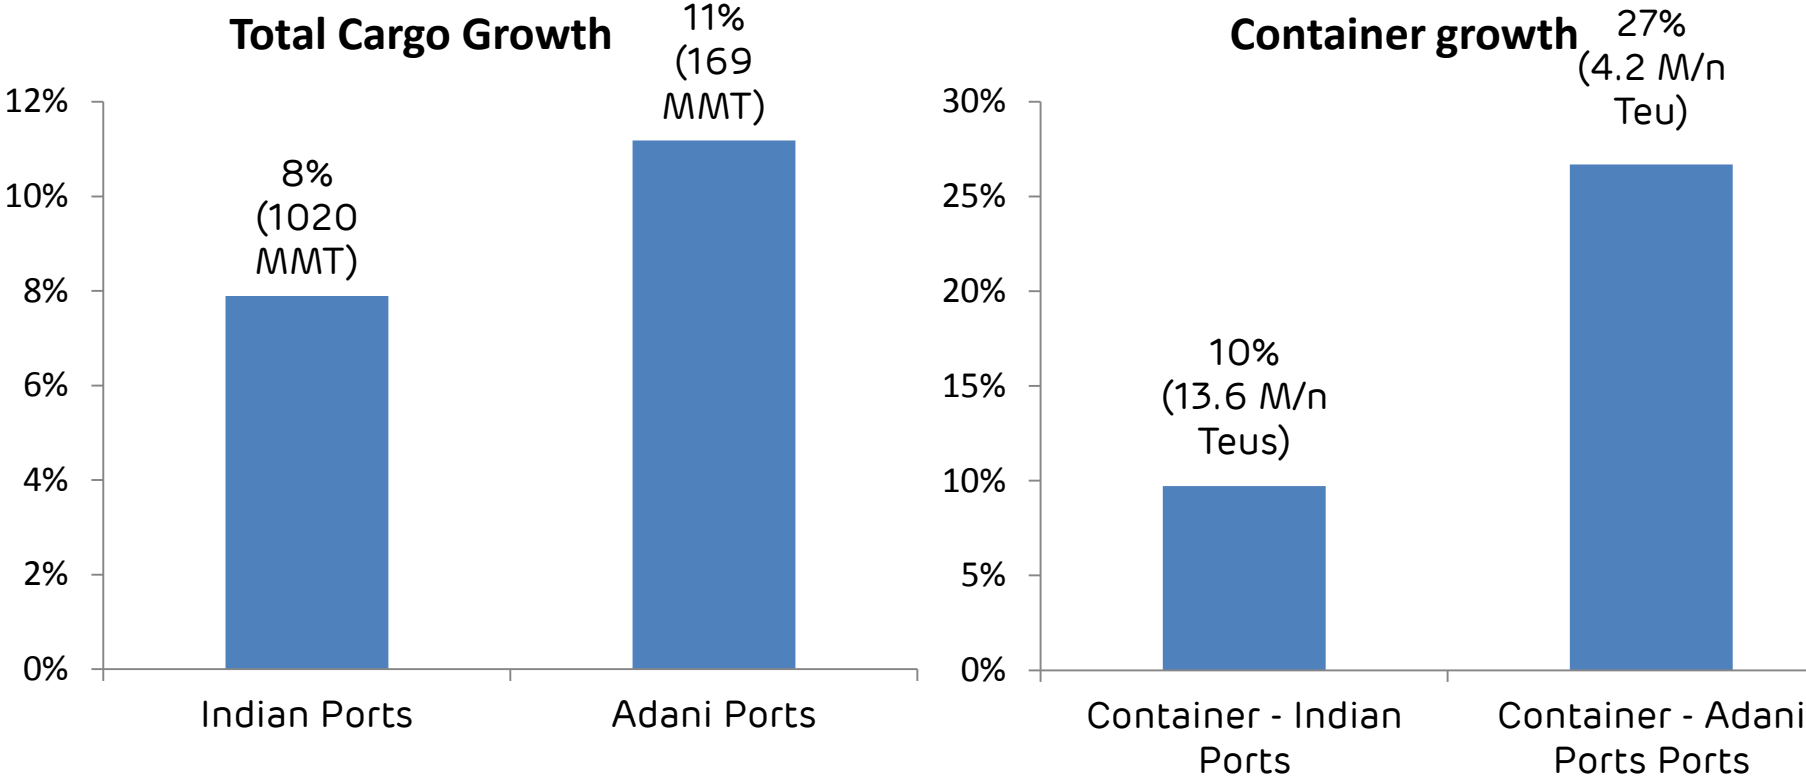 Total Cargo Growth
12%
10%
8%
6%
4%
2%
0%
8%
(1020
MMT)
11%
(169
MMT)
Indian Ports
Adani Ports
Container growth
30%
25%
20%
15%
10%
5%
0%
10%
(13.6 M/n
Teus)
27%
(4.2 M/n
Teu)
Container - Indian
Ports
Container - Adani
Ports Ports